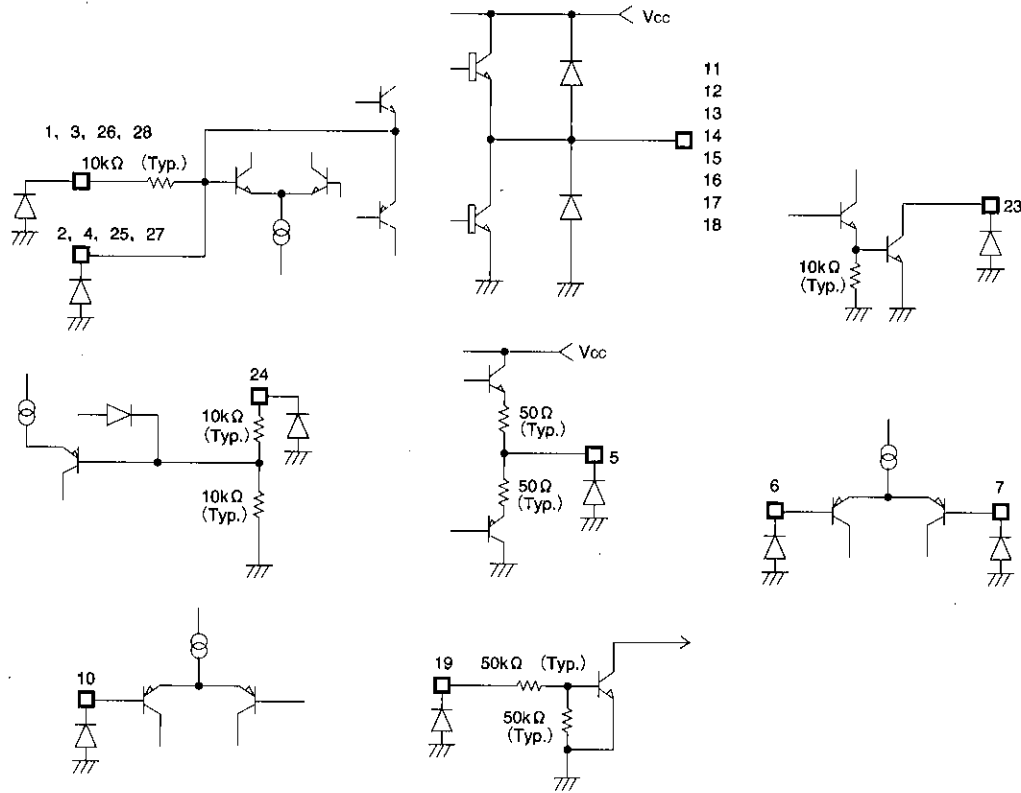 1, 3, 26, 28
10kΩ (Typ.)
2, 4, 25, 27
Vcc
11
12
13
14
15
16
17
18
10kΩ
(Typ.)
23
24
10kΩ
(Typ.)
10kΩ
(Typ.)
Vcc
50Ω
(Typ.)
50Ω
(Typ.)
5
6
7
10
19
50kΩ (Typ.)
50kΩ
(Typ.)